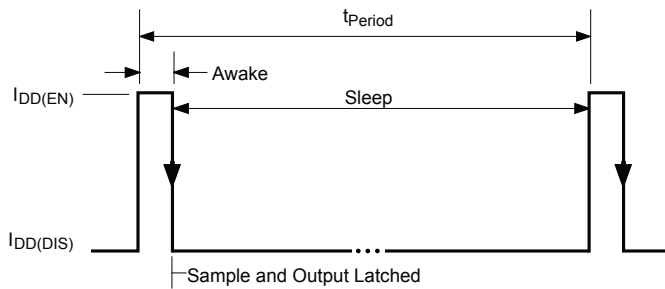 tPeriod
Awake
IDD(EN)
Sleep
IDD(DIS)
Sample and Output Latched